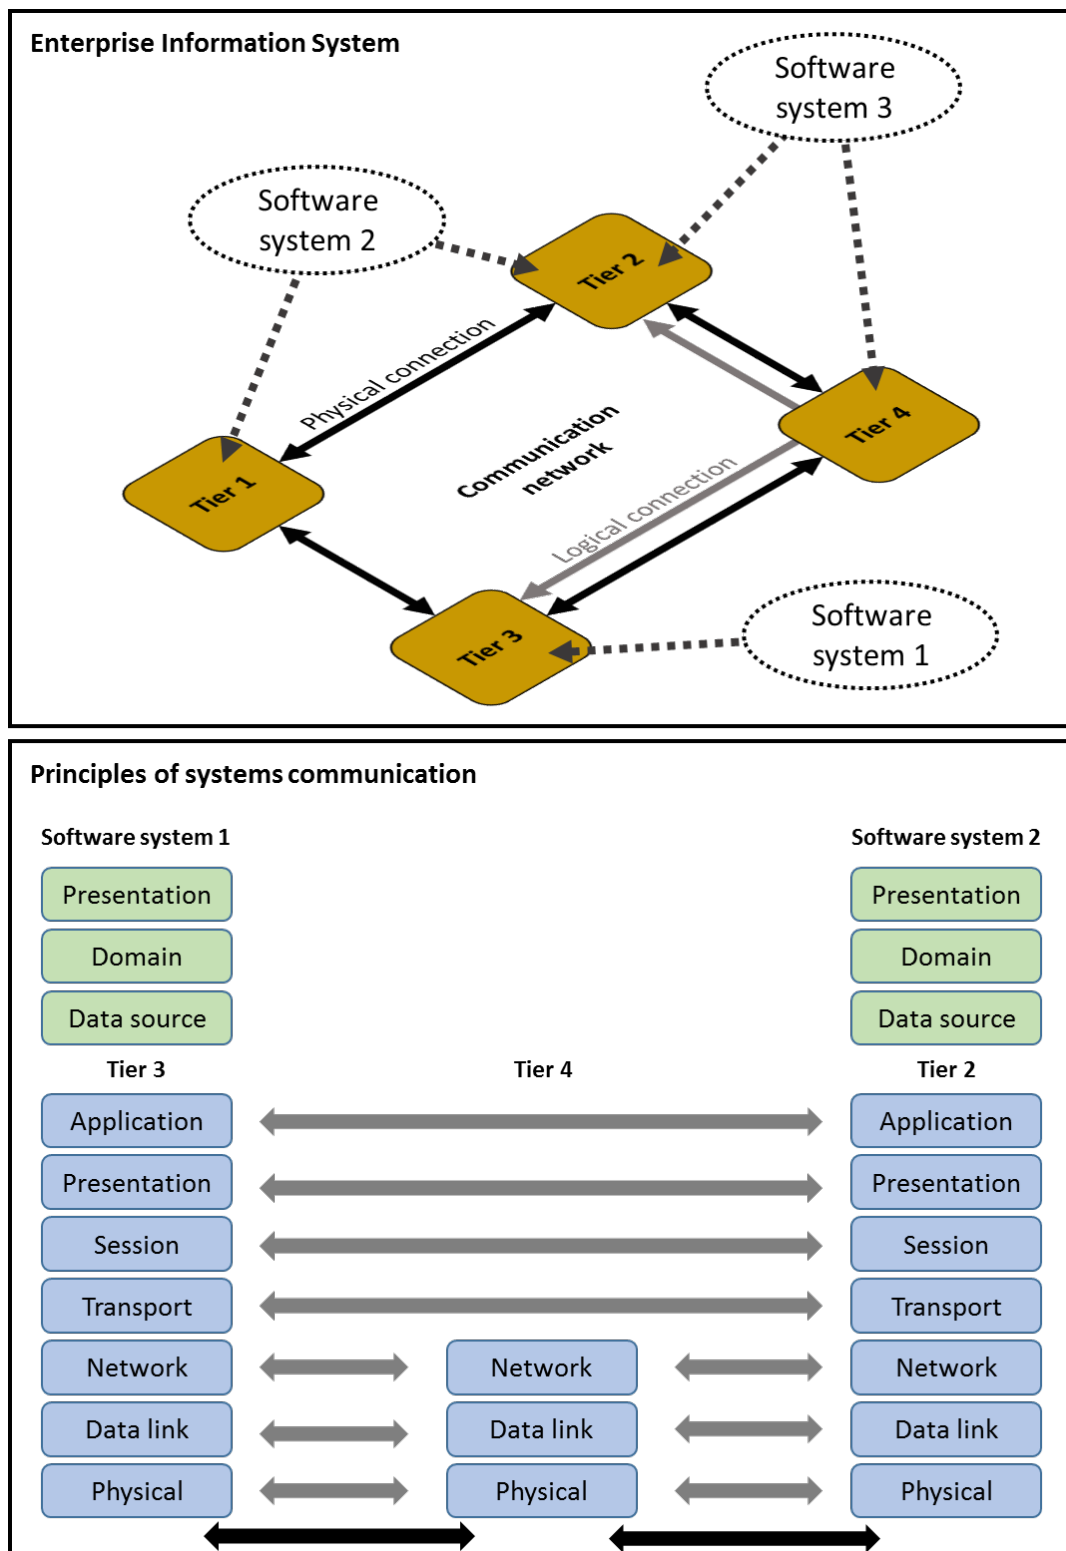 Enterprise Information System
Software
system 3
Software
system 2
Tier 2
Physical connection
Communication
network
Tier 4
Tier 1
Logical connection
Tier 3
Software
system 1
Principles of systems communication
Software system 1
Software system 2
Presentation
Presentation
Domain
Domain
Data source
Data source
Tier 3
Tier 4
Tier 2
Application
Application
Presentation
Presentation
Session
Session
Transport
Transport
Network
Network
Network
Data link
Data link
Data link
Physical
Physical
Physical